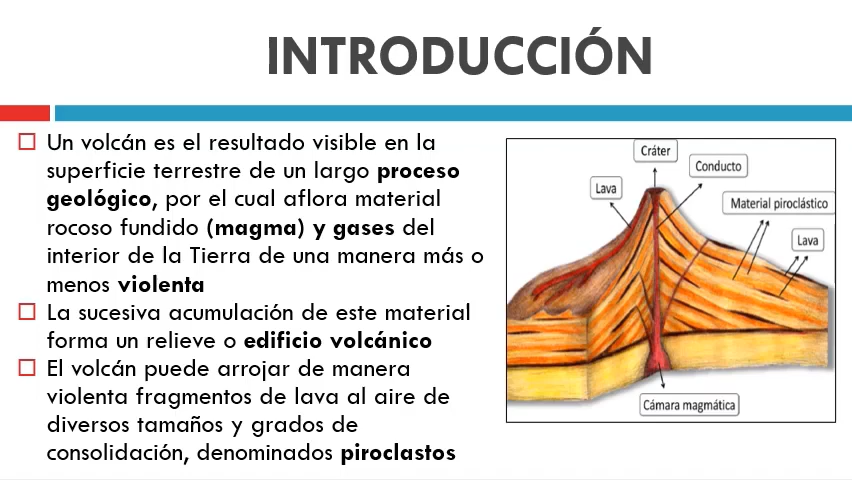 INTRODUCCIÓN
Un volcán es el resultado visible en la
superficie terrestre de un largo proceso
geológico, por el cual aflora material
rocoso fundido (magma) y gases del
interior de la Tierra de una manera más o
menos violenta
La sucesiva acumulación de este material
forma un relieve o edificio volcánico
El volcán puede arrojar de manera
violenta fragmentos de lava al aire de
diversos tamaños y grados de
consolidación, denominados piroclastos
Cráter
Conducto
Lava
Material piroclástico
Lava
Cámara magmática